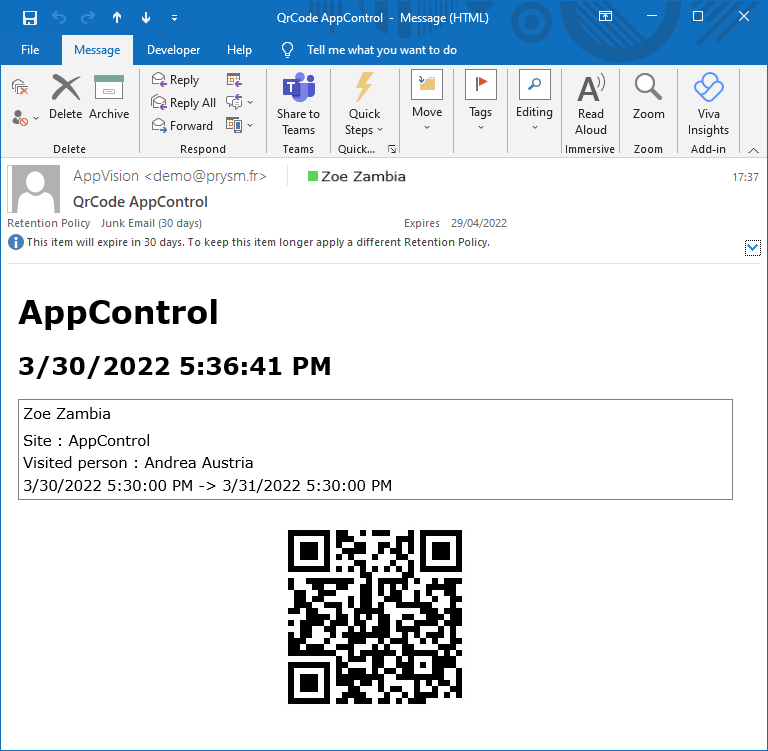 QrCode AppControl - Message (HTML)
File Message Developer Help Tell me what you want to do
Delete Archive
Delete
Reply
Reply All
Forward
Respond
Share to Teams
Teams
Quick Steps
Quick...
Move
Tags
Editing
Read Aloud
Immersive
Zoom
Zoom
Viva Insights
Add-in
AppVision <demo@prysm.fr> Zoe Zambia 17:37
QrCode AppControl
Retention Policy Junk Email (30 days) Expires 29/04/2022
This item will expire in 30 days. To keep this item longer apply a different Retention Policy.
AppControl
3/30/2022 5:36:41 PM
Zoe Zambia
Site : AppControl
Visited person : Andrea Austria
3/30/2022 5:30:00 PM -> 3/31/2022 5:30:00 PM